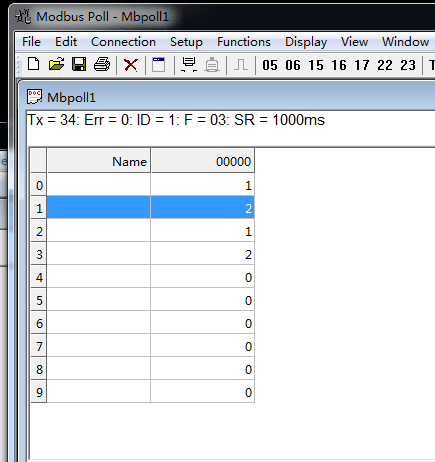 Modbus Poll - Mbpoll1
File Edit Connection Setup Functions Display View Window
05 06 15 16 17 22 23
Mbpoll1
Tx = 34: Err = 0: ID = 1: F = 03: SR = 1000ms
Name 00000
0 1
1 2
2 1
3 2
4 0
5 0
6 0
7 0
8 0
9 0